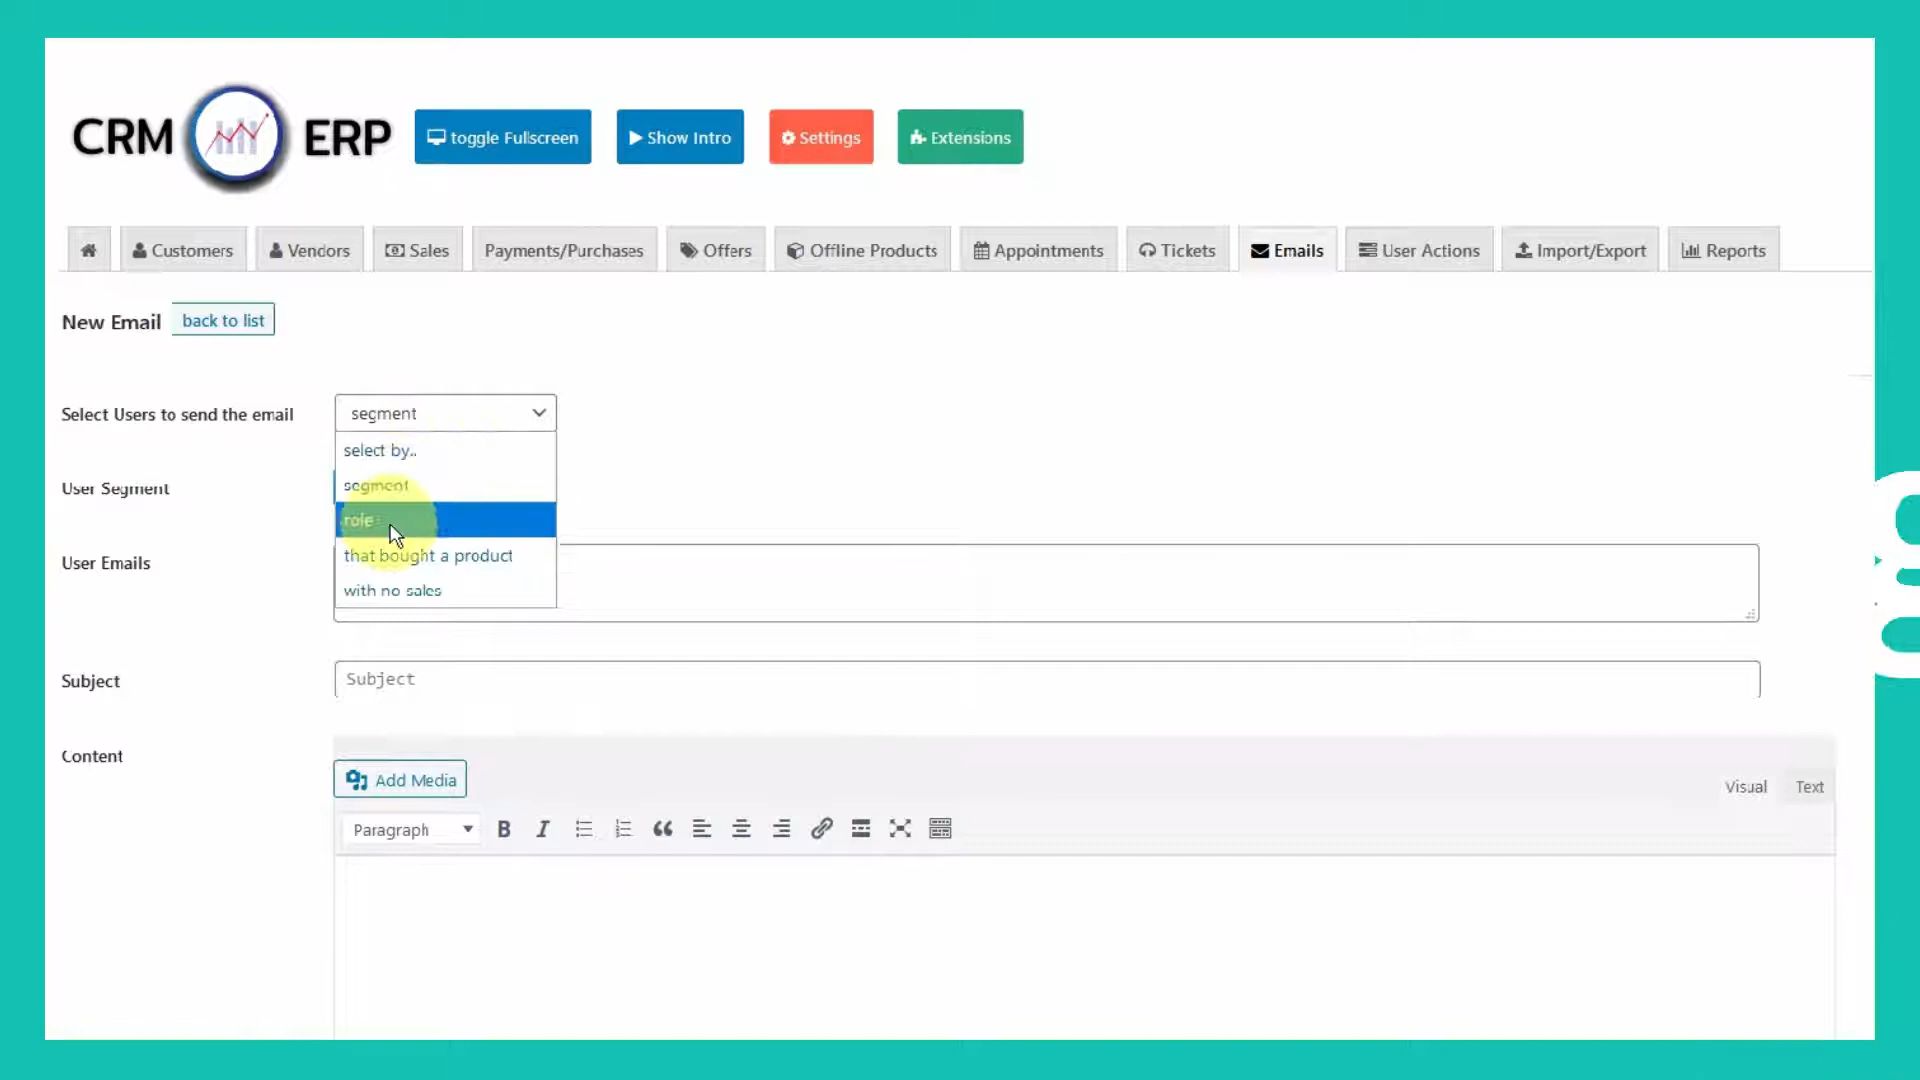 CRM ERP
toggle Fullscreen
Show Intro
Settings
Extensions
Customers
Vendors
Sales
Payments/Purchases
Offers
Offline Products
Appointments
Tickets
Emails
User Actions
Import/Export
Reports
New Email
back to list
Select Users to send the email
segment
select by..
segment
role
that bought a product
with no sales
User Segment
User Emails
Subject
Subject
Content
Add Media
Visual
Text
Paragraph
B
I
g